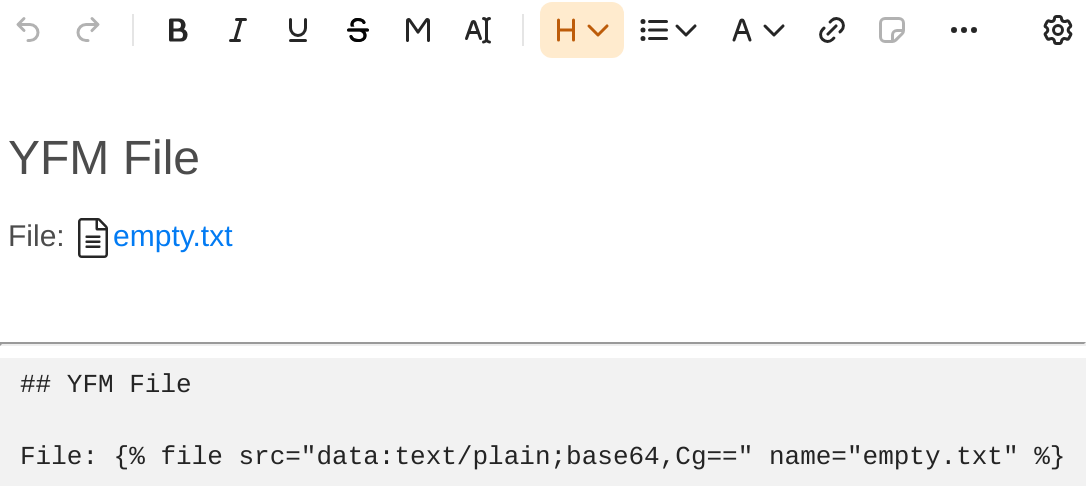 B I U S M A H A
YFM File
File: empty.txt
## YFM File
File: {% file src="data:text/plain;base64,Cg==" name="empty.txt" %}